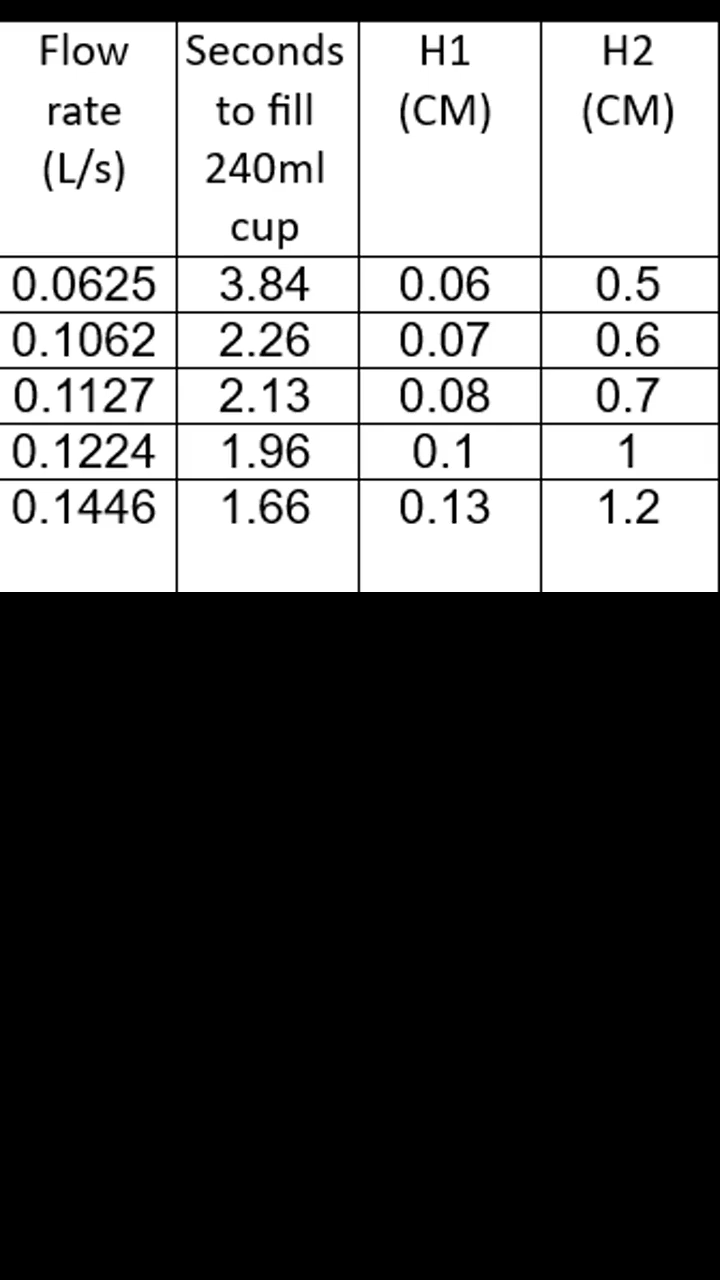 Flow rate (L/s) Seconds to fill 240ml cup H1 (CM) H2 (CM)
0.0625 3.84 0.06 0.5
0.1062 2.26 0.07 0.6
0.1127 2.13 0.08 0.7
0.1224 1.96 0.1 1
0.1446 1.66 0.13 1.2